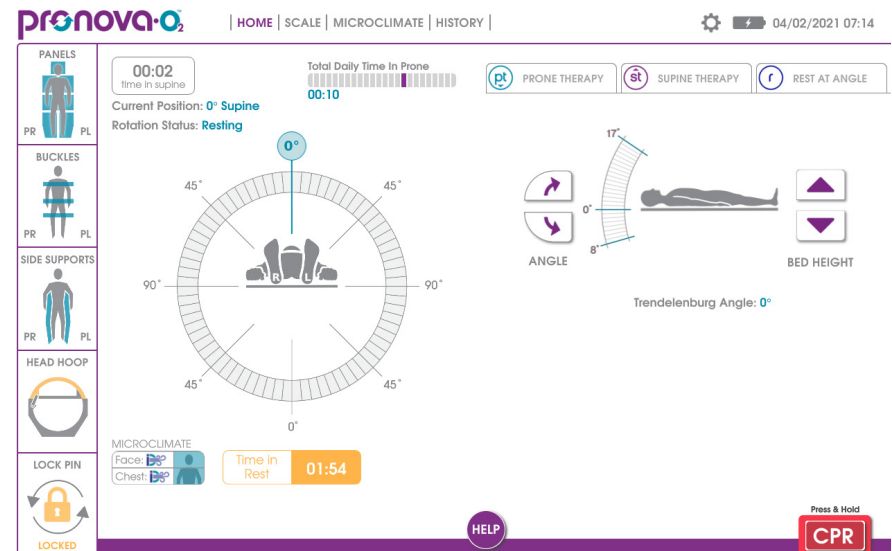 pronova·O2
HOME | SCALE | MICROCLIMATE | HISTORY |
04/02/2021 07:14
PANELS
PR PL
BUCKLES
PR PL
SIDE SUPPORTS
PR PL
HEAD HOOP
LOCK PIN
LOCKED
00:02
time in supine
Total Daily Time In Prone
00:10
Current Position: 0° Supine
Rotation Status: Resting
pt PRONE THERAPY
st SUPINE THERAPY
r REST AT ANGLE
0°
45° 45°
90° 90°
R L
45° 45°
0°
17°
0°
8°
ANGLE
BED HEIGHT
Trendelenburg Angle: 0°
MICROCLIMATE
Face:
Chest:
Time in
Rest
01:54
HELP
Press & Hold
CPR